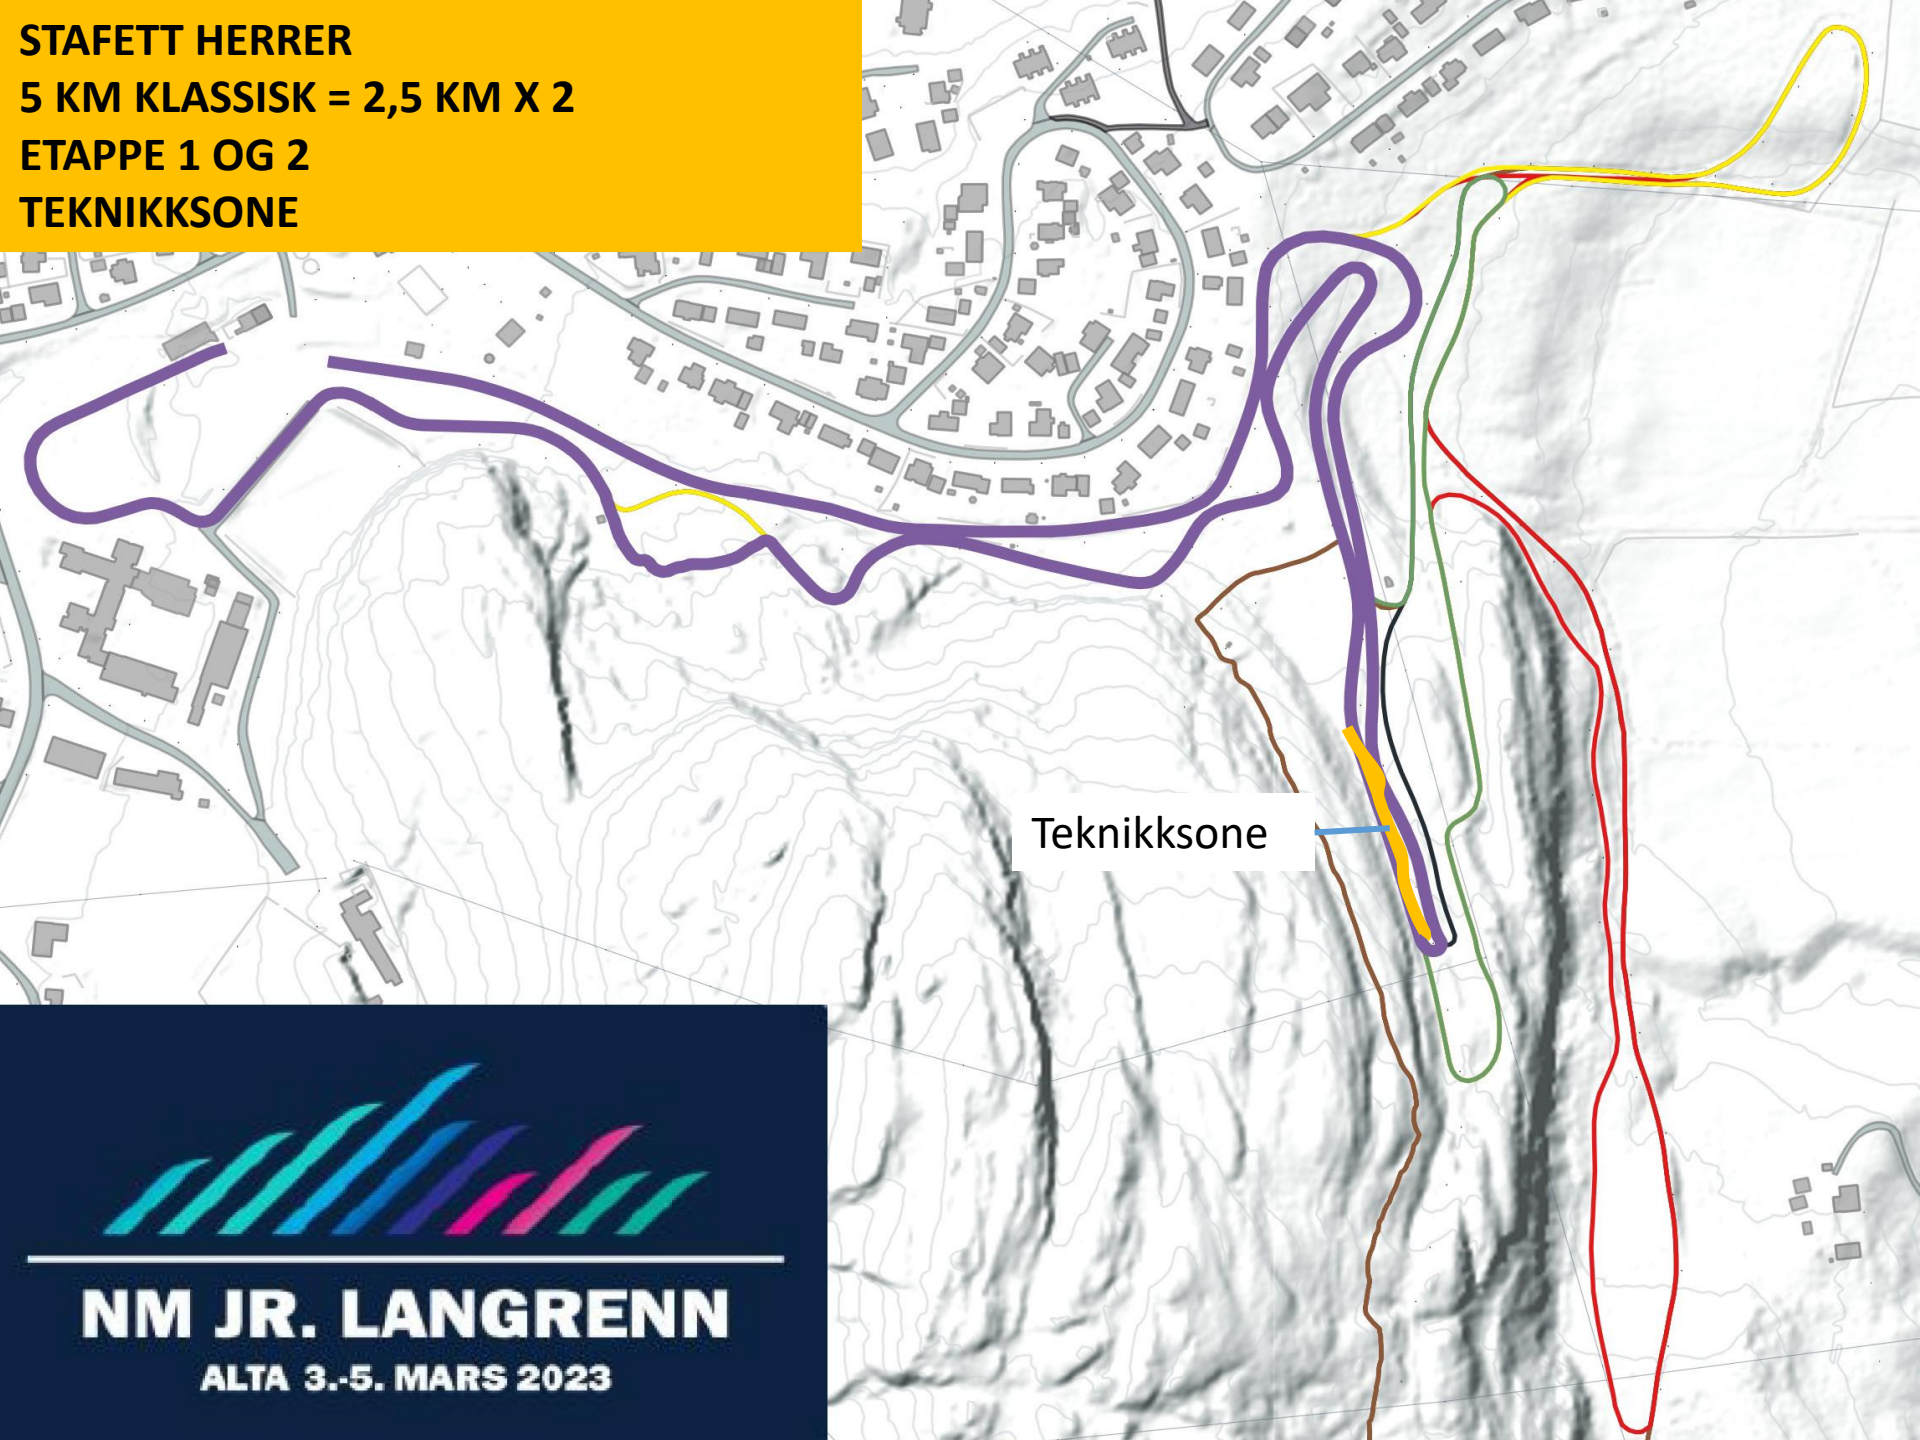 STAFETT HERRER
5 KM KLASSISK = 2,5 KM X 2
ETAPPE 1 OG 2
TEKNIKKSONE
Teknikksone
NM JR. LANGRENN
ALTA 3.-5. MARS 2023